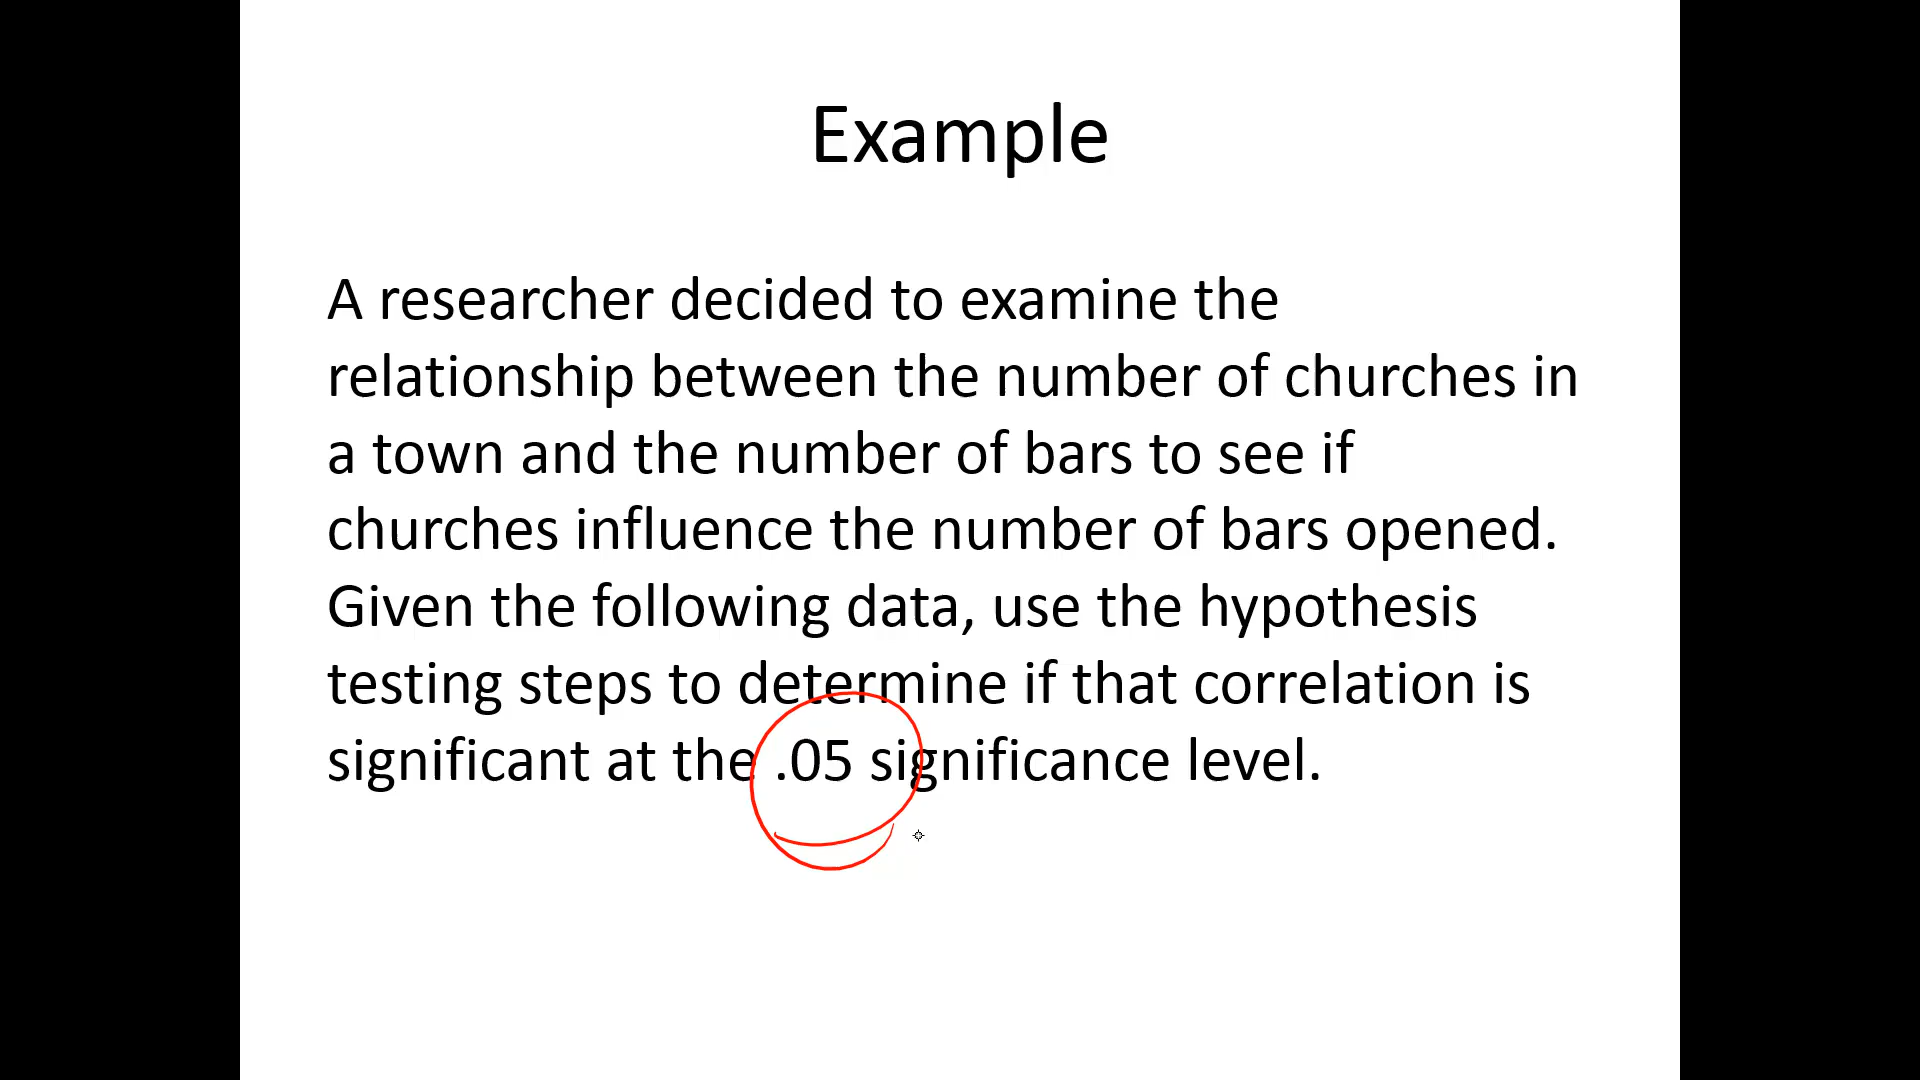 Example
A researcher decided to examine the
relationship between the number of churches in
a town and the number of bars to see if
churches influence the number of bars opened.
Given the following data, use the hypothesis
testing steps to determine if that correlation is
significant at the .05 significance level.